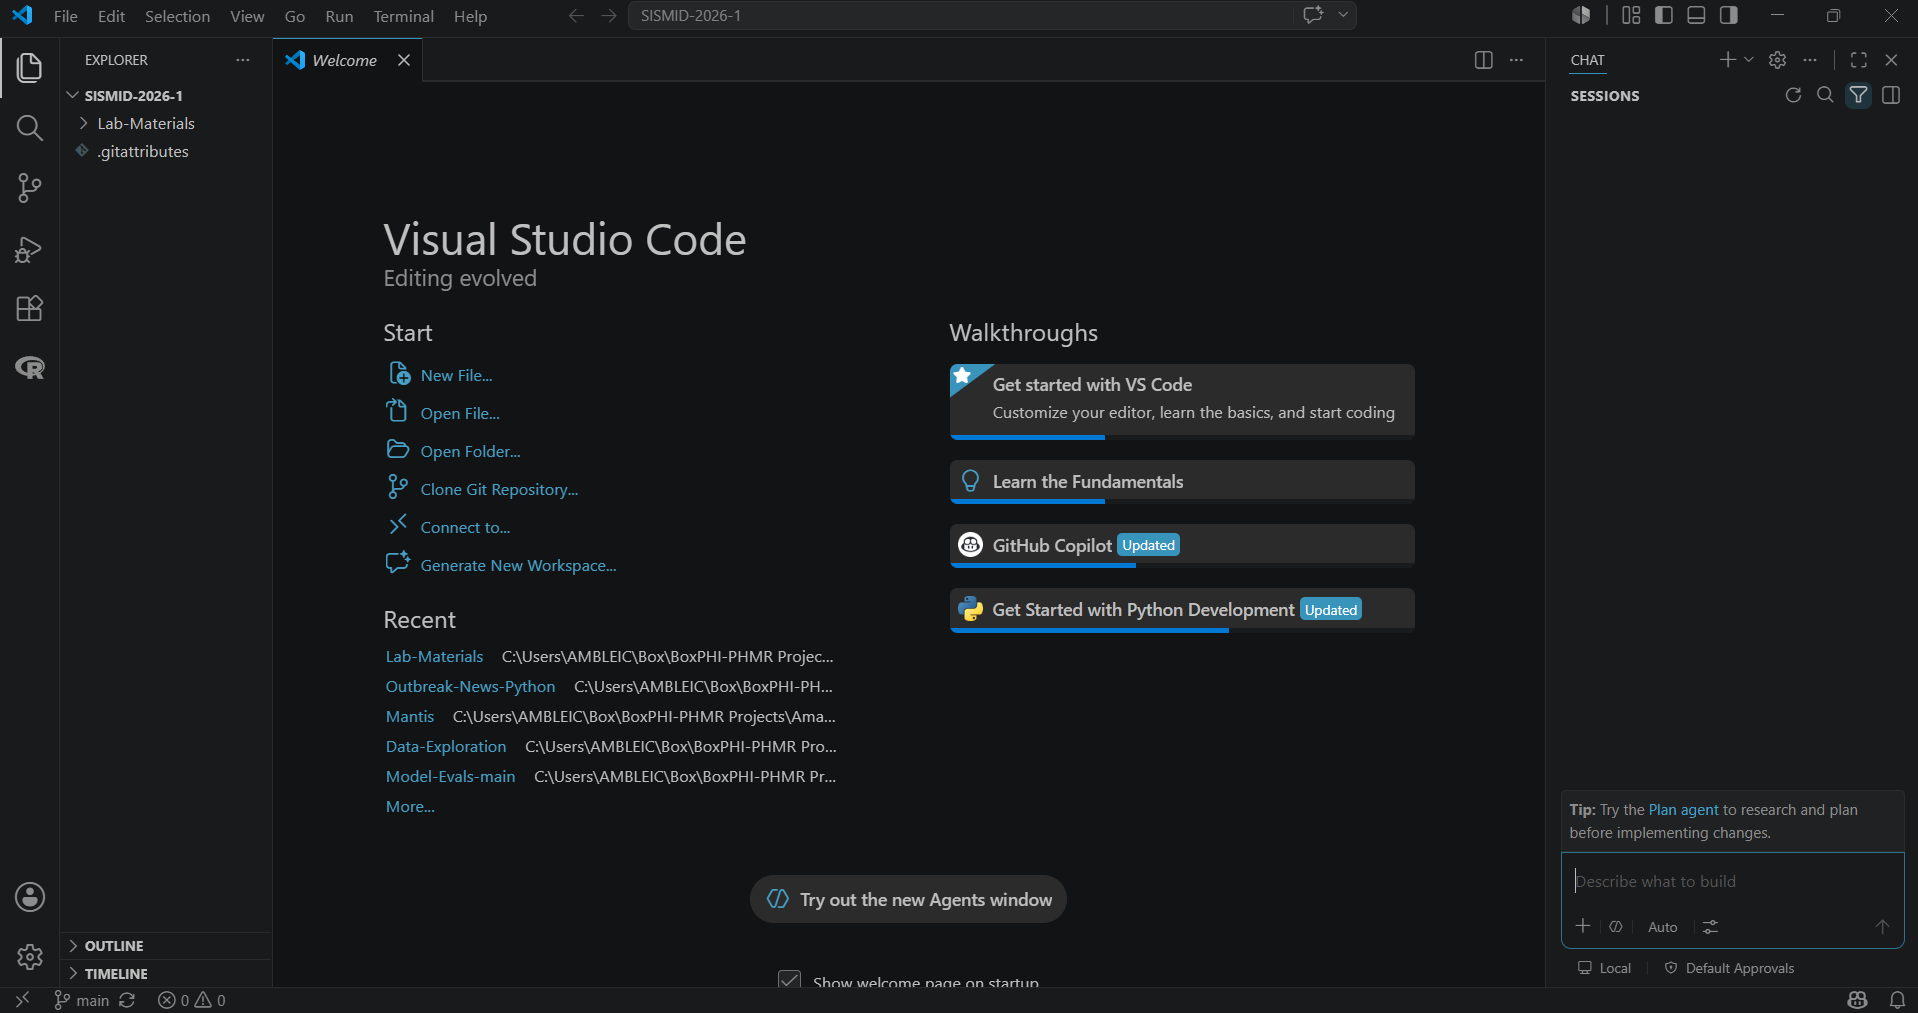 File Edit Selection View Go Run Terminal Help
SISMID-2026-1
EXPLORER
SISMID-2026-1
Lab-Materials
.gitattributes
OUTLINE
TIMELINE
Welcome
Visual Studio Code
Editing evolved
Start
New File...
Open File...
Open Folder...
Clone Git Repository...
Connect to...
Generate New Workspace...
Recent
Lab-Materials C:\Users\AMBLEIC\Box\BoxPHI-PHMR Projec...
Outbreak-News-Python C:\Users\AMBLEIC\Box\BoxPHI-PH...
Mantis C:\Users\AMBLEIC\Box\BoxPHI-PHMR Projects\Ama...
Data-Exploration C:\Users\AMBLEIC\Box\BoxPHI-PHMR Pro...
Model-Evals-main C:\Users\AMBLEIC\Box\BoxPHI-PHMR Pr...
More...
Walkthroughs
Get started with VS Code
Customize your editor, learn the basics, and start coding
Learn the Fundamentals
GitHub Copilot Updated
Get Started with Python Development Updated
Try out the new Agents window
Show welcome page on startup
CHAT
SESSIONS
Tip: Try the Plan agent to research and plan
before implementing changes.
Describe what to build
Auto
Local Default Approvals
main 0 0